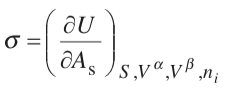 σ = (∂U/∂A_s)_{S,V^α,V^β,n_i}